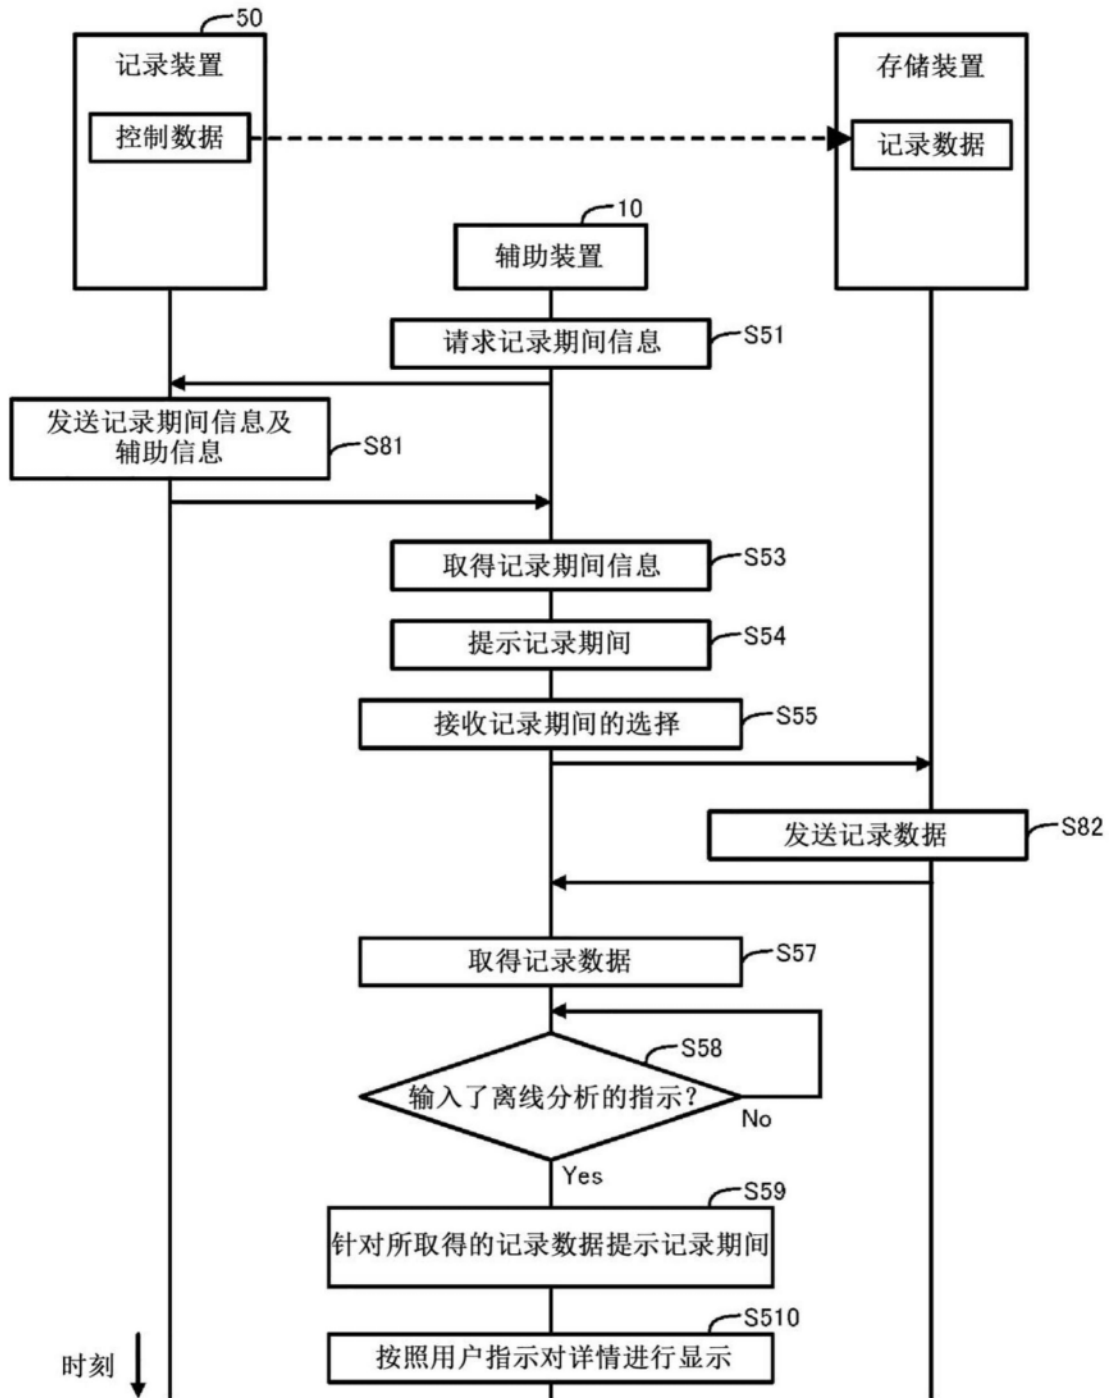 50
记录装置
存储装置
控制数据
记录数据
10
辅助装置
请求记录期间信息
S51
发送记录期间信息及
辅助信息
S81
取得记录期间信息
S53
提示记录期间
S54
接收记录期间的选择
S55
发送记录数据
S82
取得记录数据
S57
S58
输入了离线分析的指示?
No
Yes
S59
针对所取得的记录数据提示记录期间
S510
按照用户指示对详情进行显示
时刻